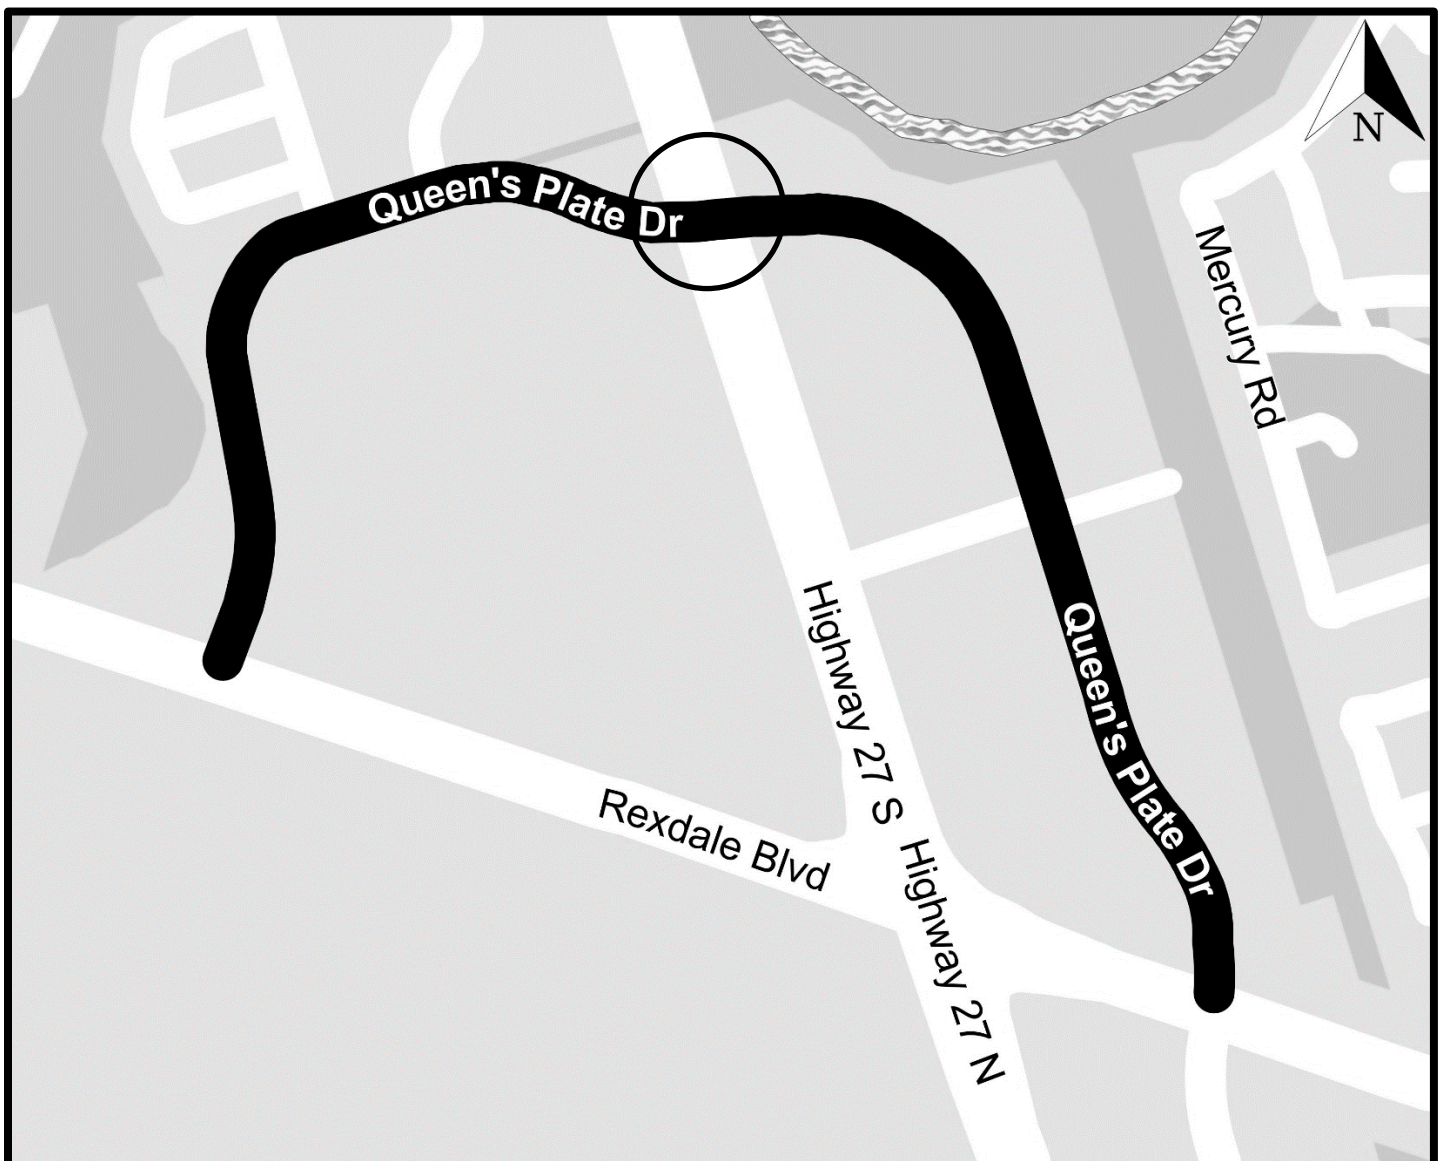 N
Queen's Plate Dr
Mercury Rd
Highway 27 S
Queen's Plate Dr
Rexdale Blvd
Highway 27 N